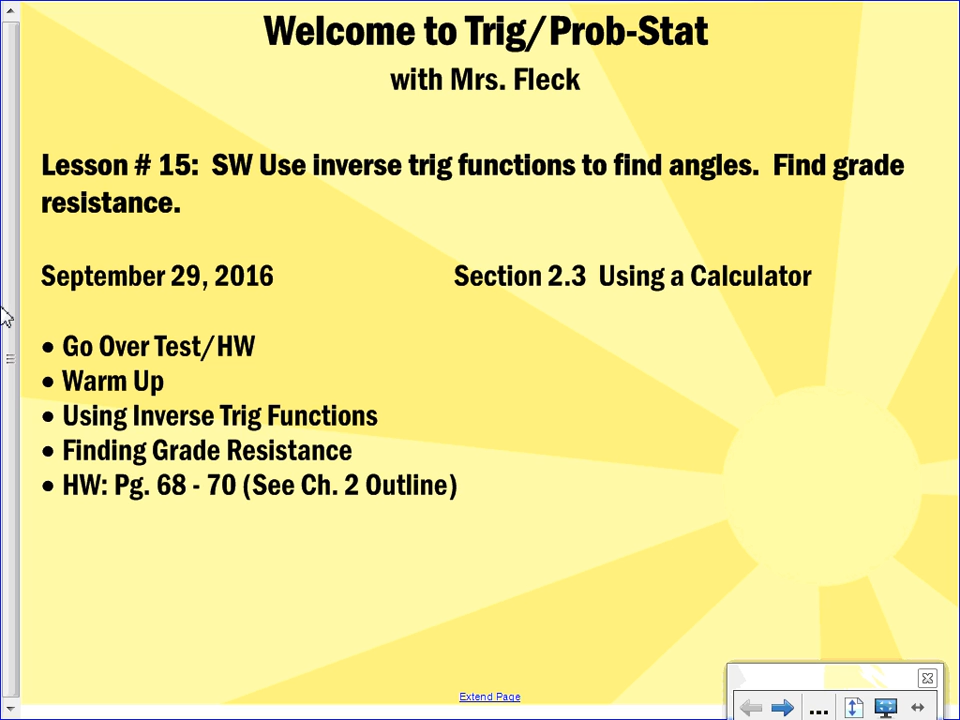 Welcome to Trig/Prob-Stat
with Mrs. Fleck
Lesson # 15:  SW Use inverse trig functions to find angles.  Find grade
resistance.
September 29, 2016 Section 2.3  Using a Calculator
• Go Over Test/HW
• Warm Up
• Using Inverse Trig Functions
• Finding Grade Resistance
• HW: Pg. 68 - 70 (See Ch. 2 Outline)
Extend Page